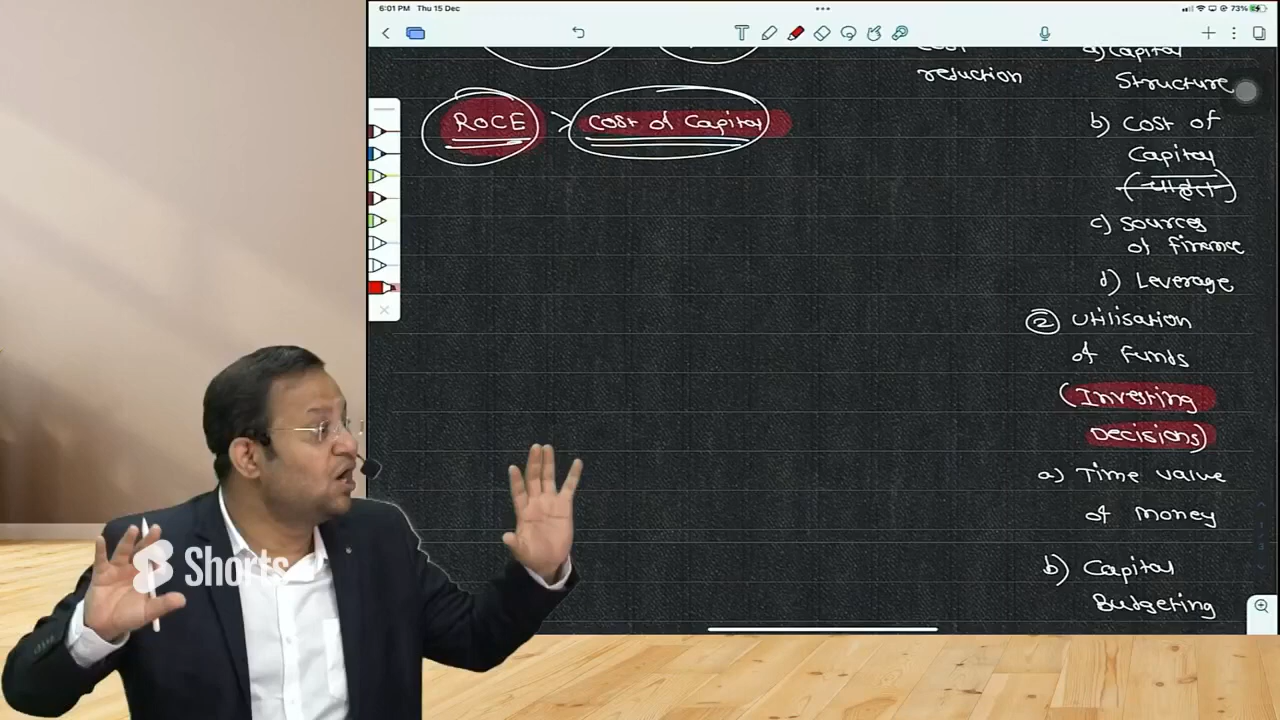 6:01 PM Thu 15 Dec
73%
reduction
a) Capital
Structure
ROCE > Cost of Capital
b) Cost of
Capital
c) Sources
of Finance
d) Leverage
② Utilisation
of Funds
(Investing
Decisions)
a) Time value
of Money
b) Capital
Budgeting
Shorts